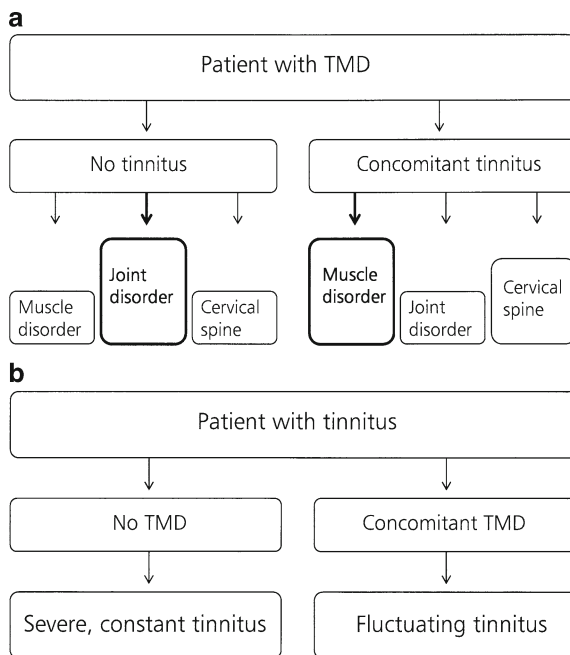 a
Patient with TMD
No tinnitus
Concomitant tinnitus
Muscle
disorder
Joint
disorder
Cervical
spine
Muscle
disorder
Joint
disorder
Cervical
spine
b
Patient with tinnitus
No TMD
Concomitant TMD
Severe, constant tinnitus
Fluctuating tinnitus